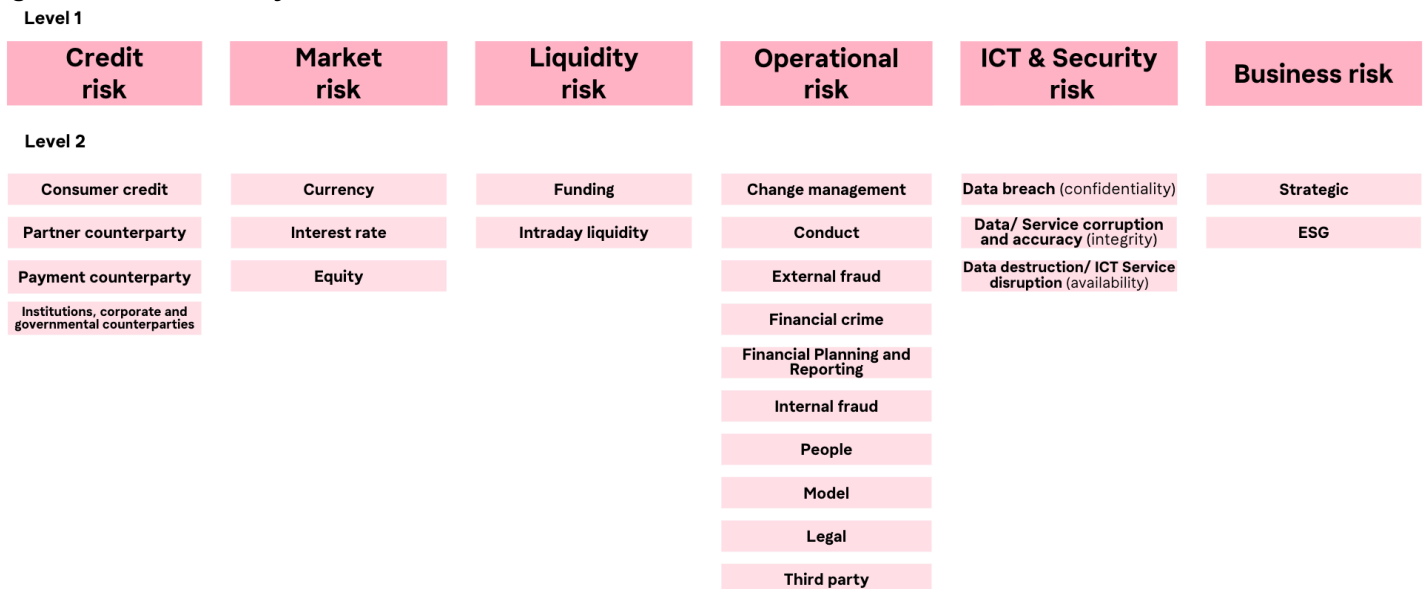 Level 1
Credit
risk
Market
risk
Liquidity
risk
Operational
risk
ICT & Security
risk
Business risk
Level 2
Consumer credit
Partner counterparty
Payment counterparty
Institutions, corporate and
governmental counterparties
Currency
Interest rate
Equity
Funding
Intraday liquidity
Change management
Conduct
External fraud
Financial crime
Financial Planning and
Reporting
Internal fraud
People
Model
Legal
Third party
Data breach (confidentiality)
Data/ Service corruption
and accuracy (integrity)
Data destruction/ ICT Service
disruption (availability)
Strategic
ESG